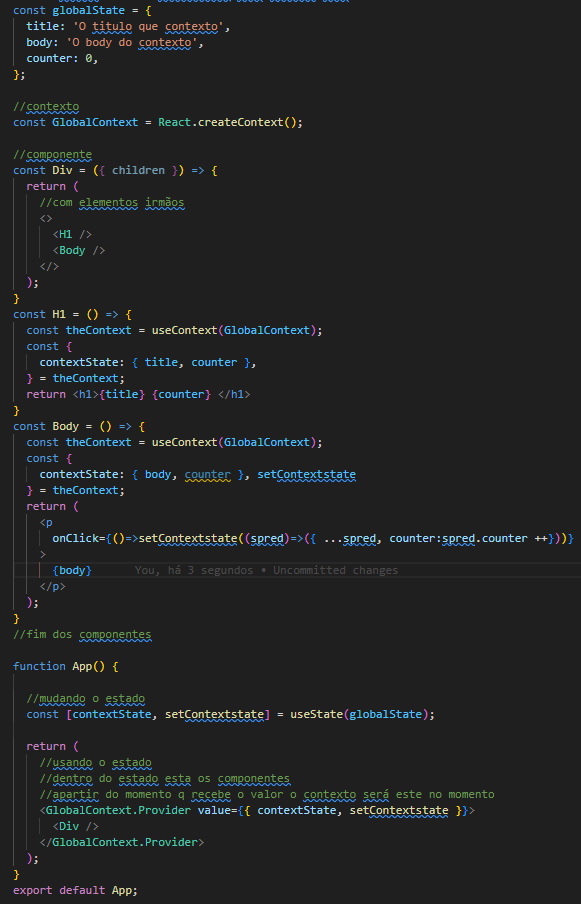 const globalState = {
title: 'O titulo que contexto',
body: 'O body do contexto',
counter: 0,
};
//contexto
const GlobalContext = React.createContext();
//componente
const Div = ({ children }) => {
return (
//com elementos irmãos
<>
<H1 />
<Body />
</>
);
}
const H1 = () => {
const theContext = useContext(GlobalContext);
const {
contextState: { title, counter },
} = theContext;
return <h1>{title} {counter} </h1>
}
const Body = () => {
const theContext = useContext(GlobalContext);
const {
contextState: { body, counter }, setContextstate
} = theContext;
return (
<p
onClick={()=>setContextstate((spred)=>({ ...spred, counter:spred.counter ++}))}
>
{body} You, há 3 segundos • Uncommitted changes
</p>
);
}
//fim dos componentes
function App() {
//mudando o estado
const [contextState, setContextstate] = useState(globalState);
return (
//usando o estado
//dentro do estado esta os componentes
//apartir do momento q recebe o valor o contexto será este no momento
<GlobalContext.Provider value={{ contextState, setContextstate }}>
<Div />
</GlobalContext.Provider>
);
}
export default App;